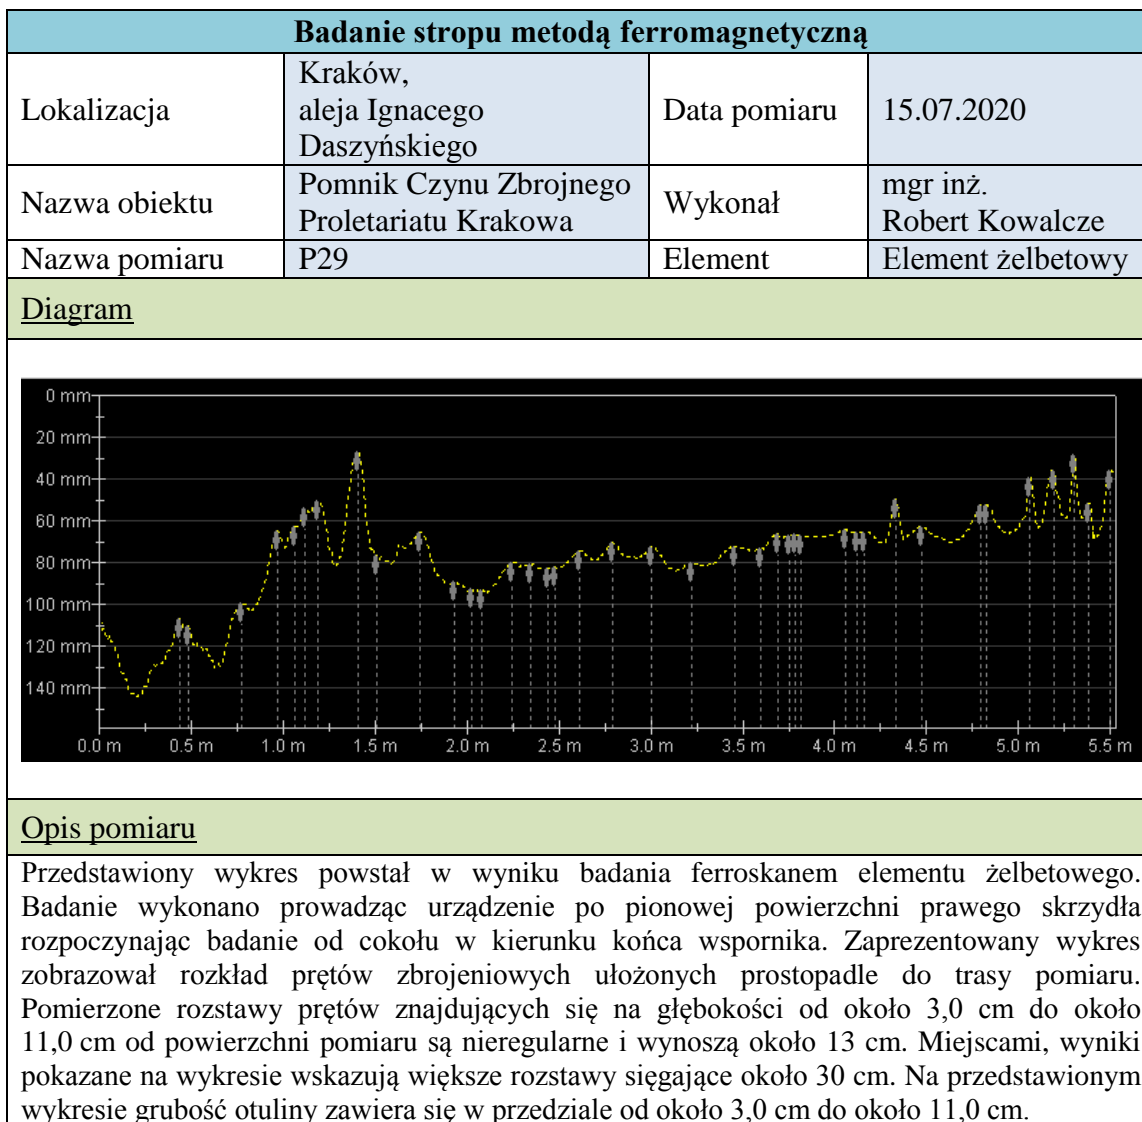 Badanie stropu metodą ferromagnetyczną
Lokalizacja
Kraków,
aleja Ignacego
Daszyńskiego
Data pomiaru
15.07.2020
Nazwa obiektu
Pomnik Czynu Zbrojnego
Proletariatu Krakowa
Wykonał
mgr inż.
Robert Kowalcze
Nazwa pomiaru
P29
Element
Element żelbetowy
Diagram
0 mm
20 mm
40 mm
60 mm
80 mm
100 mm
120 mm
140 mm
0.0 m 0.5 m 1.0 m 1.5 m 2.0 m 2.5 m 3.0 m 3.5 m 4.0 m 4.5 m 5.0 m 5.5 m
Opis pomiaru
Przedstawiony wykres powstał w wyniku badania ferroskanem elementu żelbetowego.
Badanie wykonano prowadząc urządzenie po pionowej powierzchni prawego skrzydła
rozpoczynając badanie od cokołu w kierunku końca wspornika. Zaprezentowany wykres
zobrazował rozkład prętów zbrojeniowych ułożonych prostopadle do trasy pomiaru.
Pomierzone rozstawy prętów znajdujących się na głębokości od około 3,0 cm do około
11,0 cm od powierzchni pomiaru są nieregularne i wynoszą około 13 cm. Miejscami, wyniki
pokazane na wykresie wskazują większe rozstawy sięgające około 30 cm. Na przedstawionym
wykresie grubość otuliny zawiera się w przedziale od około 3,0 cm do około 11,0 cm.